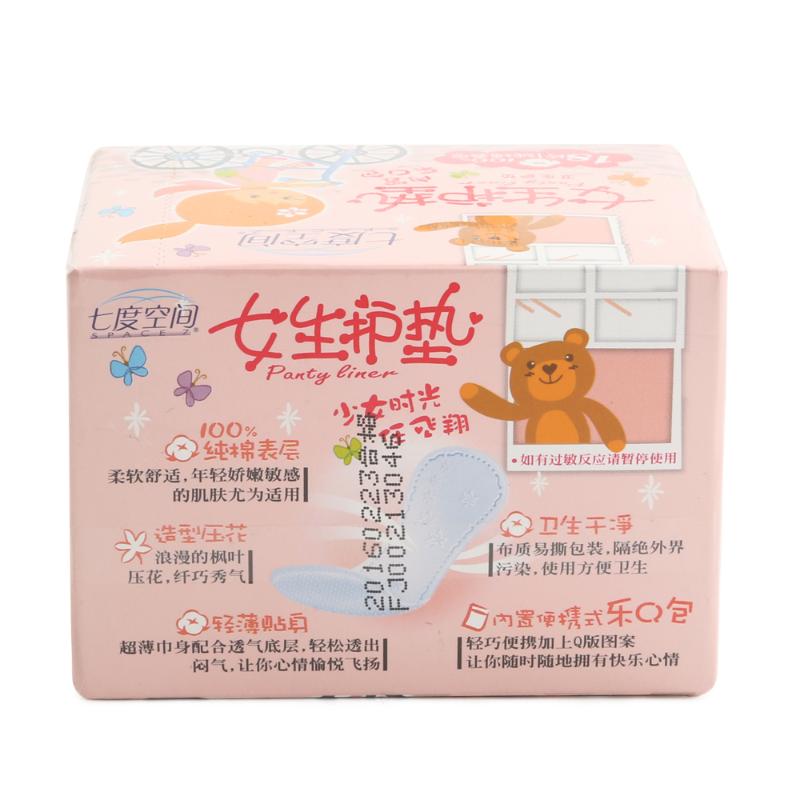 女生护垫
七度空间
七度空间
SPACE 7®
女生护垫
Panty liner
少女时光
任飞翔
100%
纯棉表层
柔软舒适,年轻娇嫩敏感
的肌肤尤为适用
•如有过敏反应请暂停使用
造型压花
浪漫的枫叶
压花,纤巧秀气
卫生干净
布质易撕包装,隔绝外界
污染,使用方便卫生
轻薄贴身
超薄巾身配合透气底层,轻松透出
闷气,让你心情愉悦飞扬
内置便携式乐Q包
轻巧便携加上Q版图案
让你随时随地拥有快乐心情
20160223合格
FJ00213046